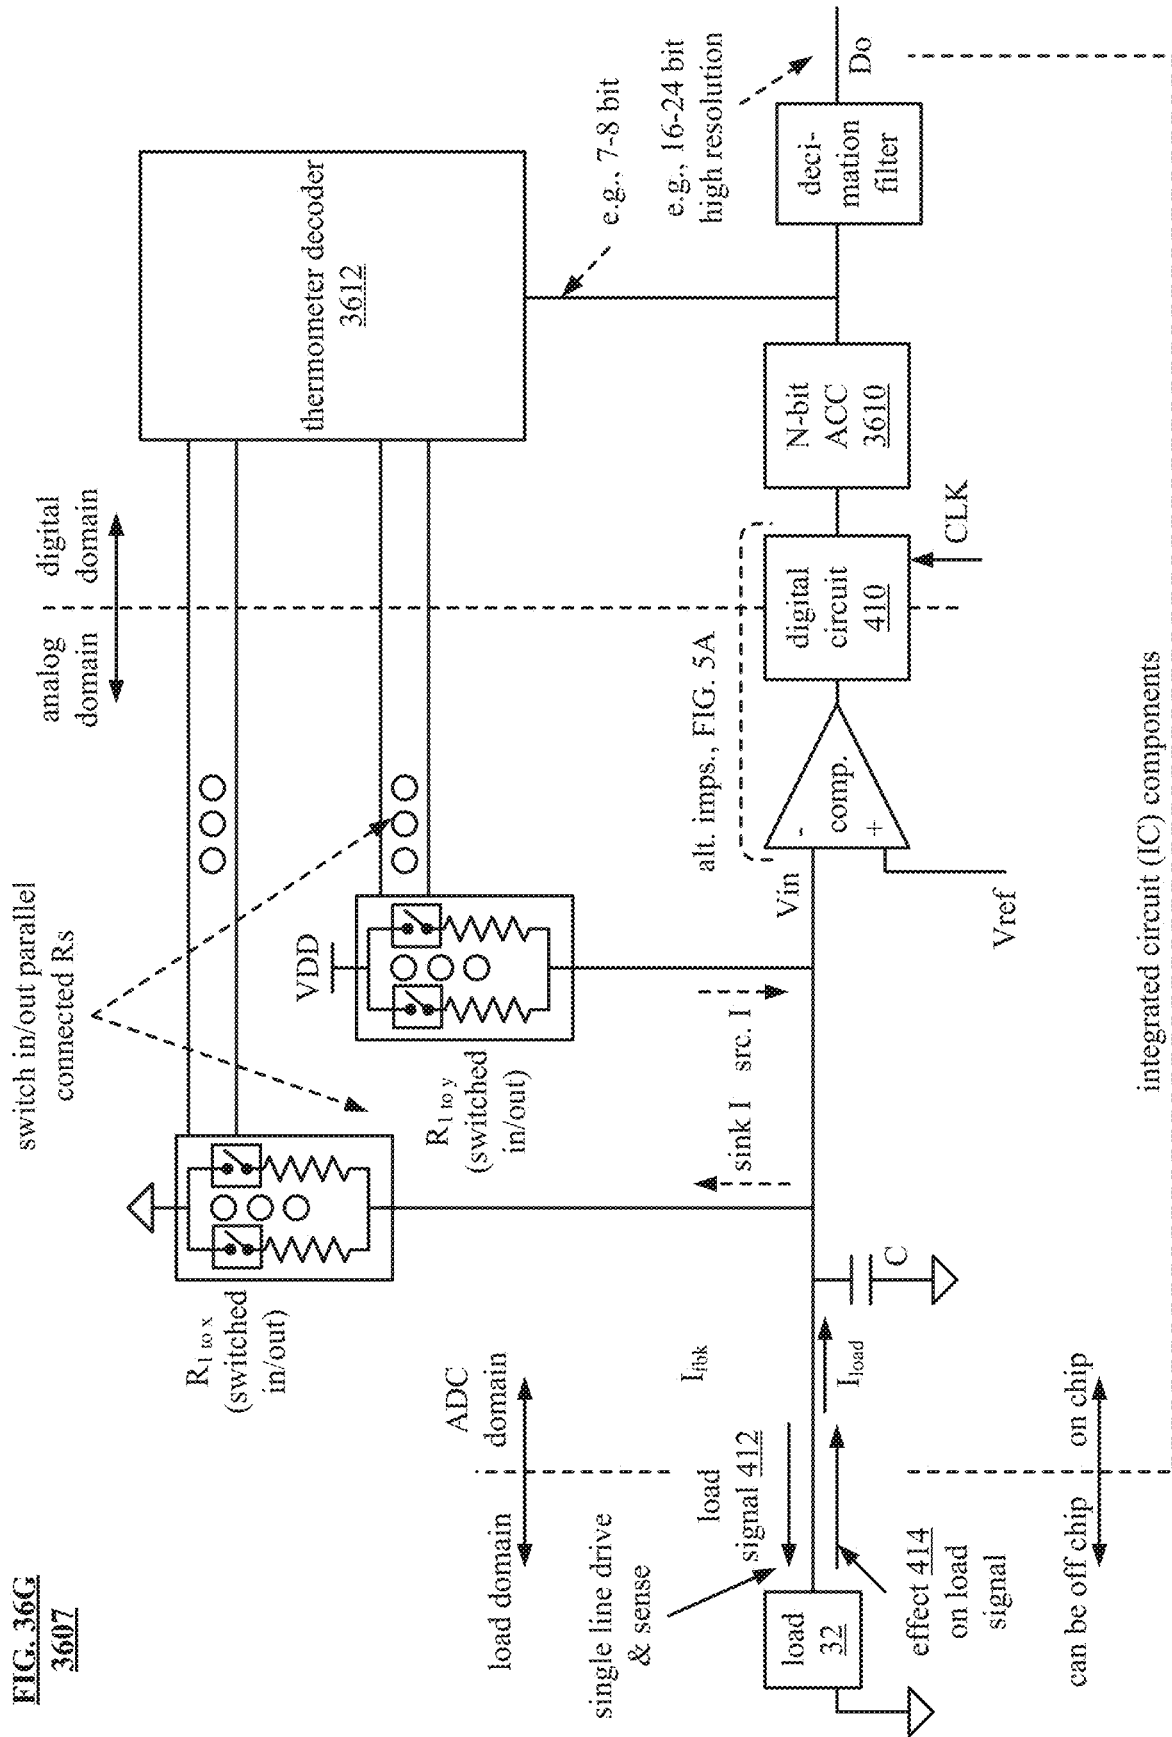 FIG. 36G
3607
switch in/out parallel
connected Rs
analog
domain
digital
domain
R1 to x
(switched
in/out)
VDD
R1 to y
(switched
in/out)
thermometer decoder
3612
e.g., 7-8 bit
e.g., 16-24 bit
high resolution
load domain
ADC
domain
Ifbk
sink I
src. I
alt. imps., FIG. 5A
single line drive
& sense
load
signal 412
load
32
Iload
C
Vin
Vref
-
comp.
+
digital
circuit
410
CLK
N-bit
ACC
3610
deci-
mation
filter
Do
effect 414
on load
signal
can be off chip
on chip
integrated circuit (IC) components